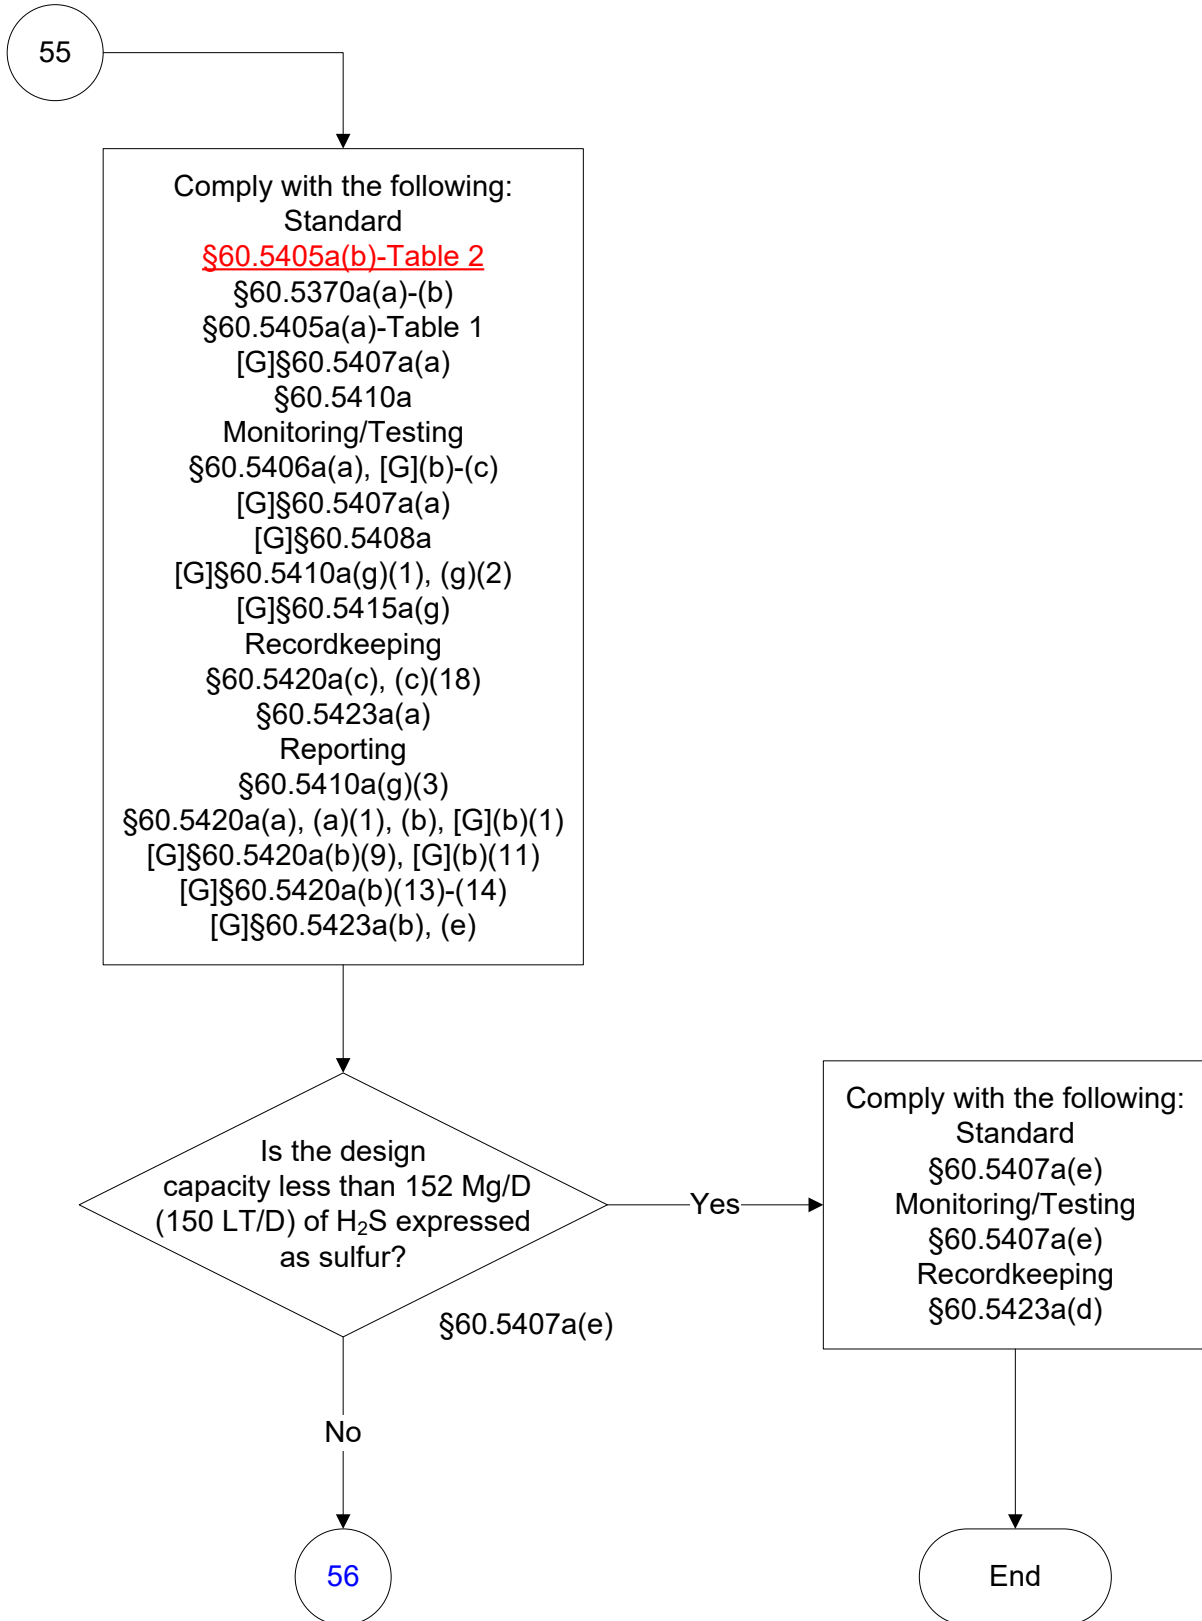 55
Comply with the following:
Standard
§60.5405a(b)-Table 2
§60.5370a(a)-(b)
§60.5405a(a)-Table 1
[G]§60.5407a(a)
§60.5410a
Monitoring/Testing
§60.5406a(a), [G](b)-(c)
[G]§60.5407a(a)
[G]§60.5408a
[G]§60.5410a(g)(1), (g)(2)
[G]§60.5415a(g)
Recordkeeping
§60.5420a(c), (c)(18)
§60.5423a(a)
Reporting
§60.5410a(g)(3)
§60.5420a(a), (a)(1), (b), [G](b)(1)
[G]§60.5420a(b)(9), [G](b)(11)
[G]§60.5420a(b)(13)-(14)
[G]§60.5423a(b), (e)
Is the design
capacity less than 152 Mg/D
(150 LT/D) of H₂S expressed
as sulfur?
§60.5407a(e)
Yes
Comply with the following:
Standard
§60.5407a(e)
Monitoring/Testing
§60.5407a(e)
Recordkeeping
§60.5423a(d)
No
56
End